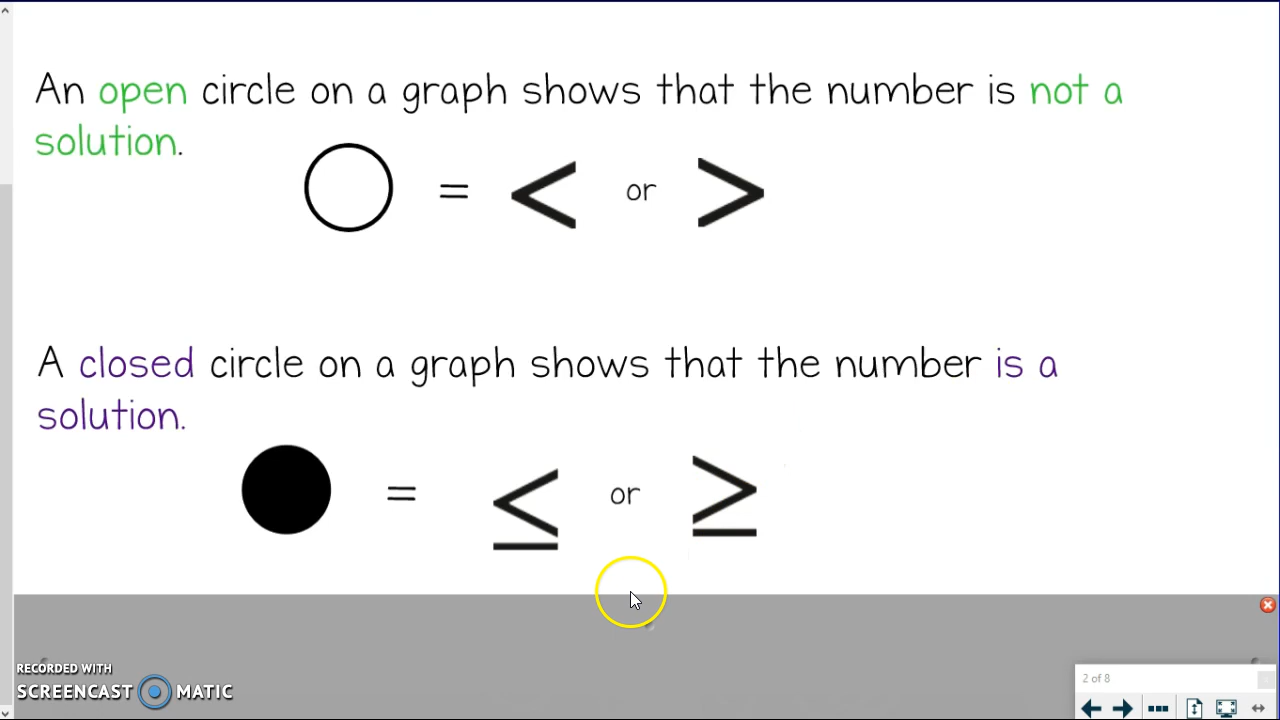 An open circle on a graph shows that the number is not a
solution.
= < or >
A closed circle on a graph shows that the number is a
solution.
= ≤ or ≥
RECORDED WITH
SCREENCAST MATIC
2 of 8